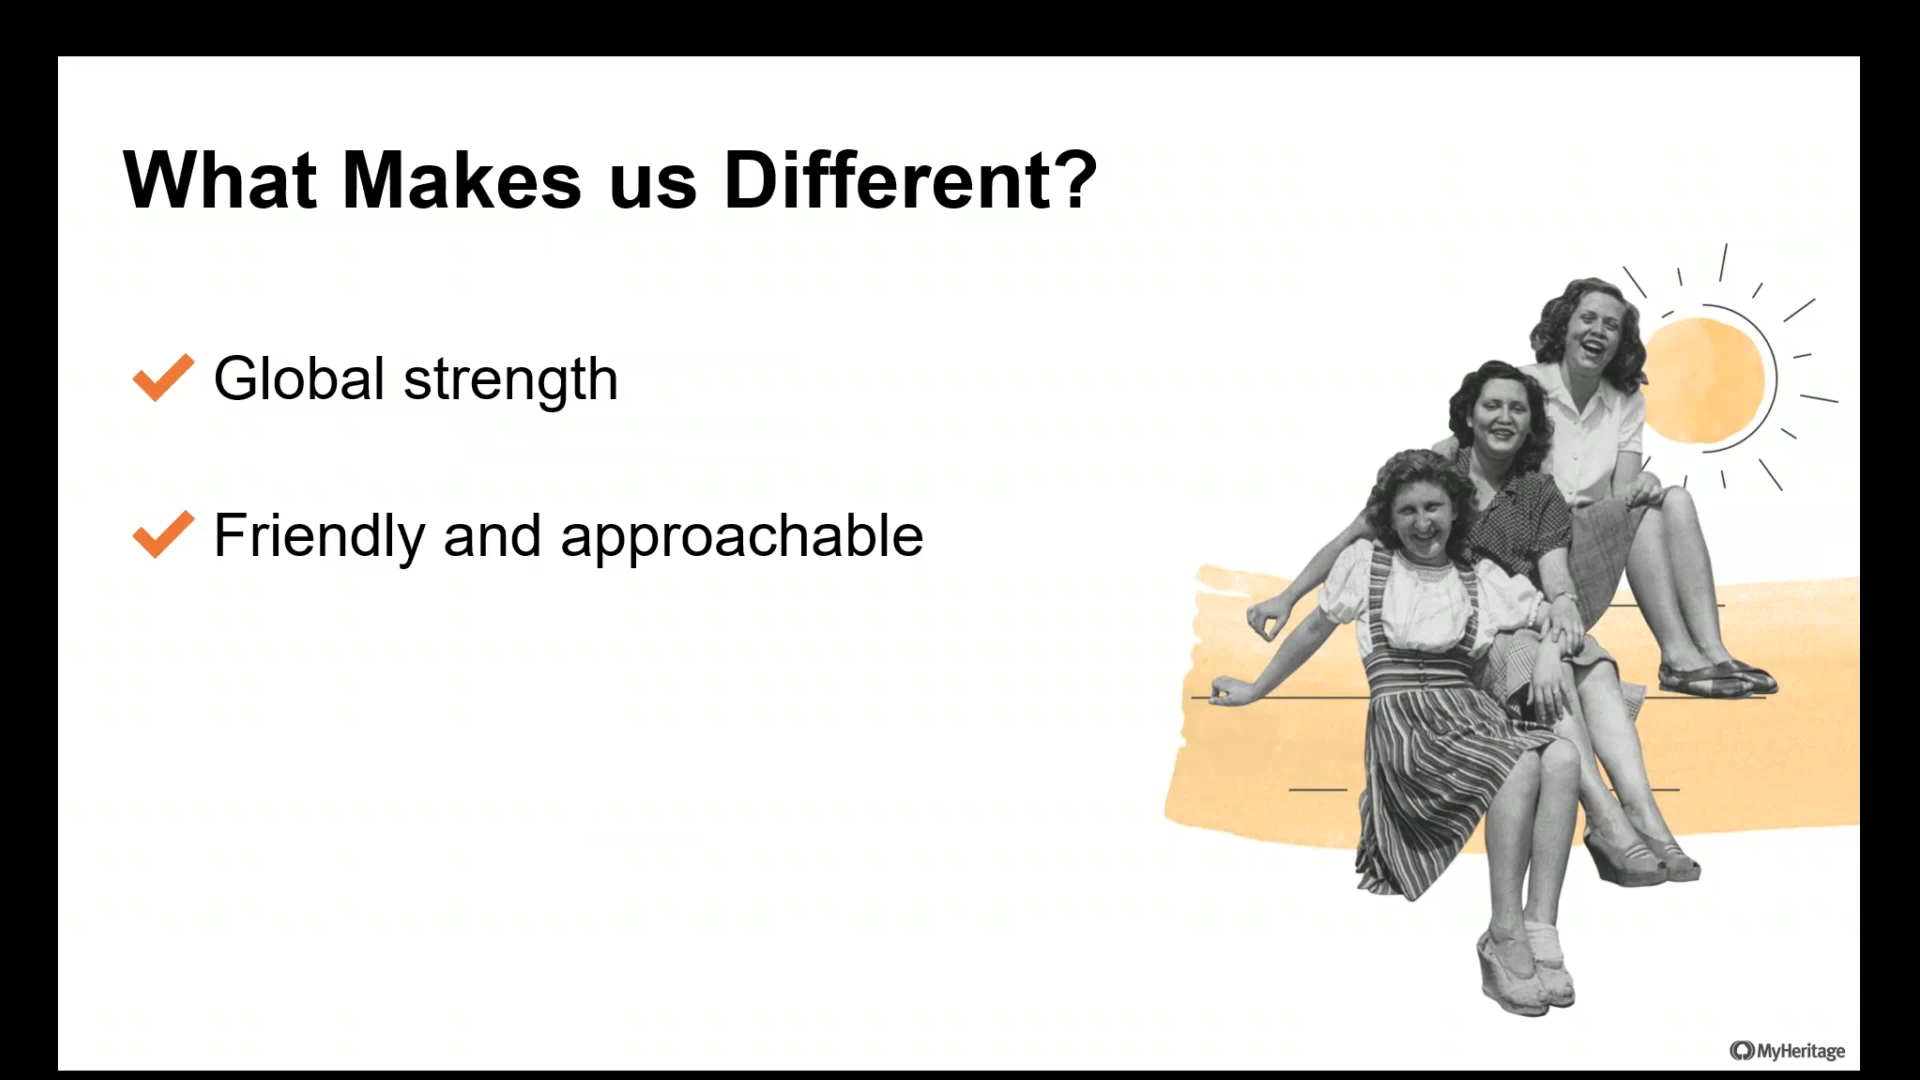 What Makes us Different?
Global strength
Friendly and approachable
MyHeritage